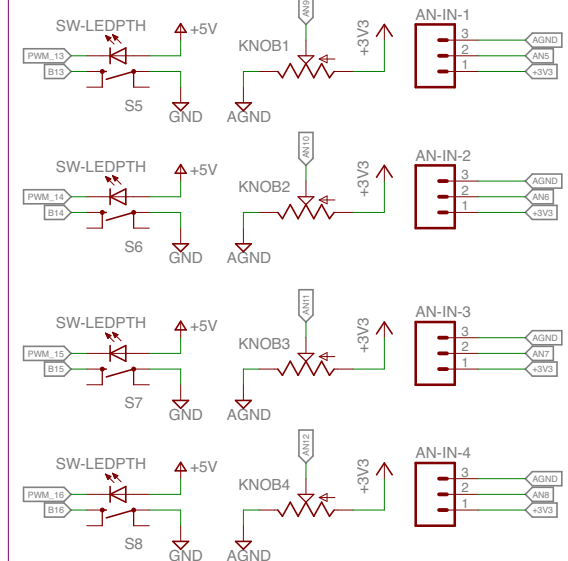 SW-LEDPTH
+5V
PWM_13
B13
S5
GND
AN9
KNOB1
+3V3
AGND
AN-IN-1
3
AGND
2
AN5
1
+3V3
SW-LEDPTH
+5V
PWM_14
B14
S6
GND
AN10
KNOB2
+3V3
AGND
AN-IN-2
3
AGND
2
AN6
1
+3V3
SW-LEDPTH
+5V
PWM_15
B15
S7
GND
AN11
KNOB3
+3V3
AGND
AN-IN-3
3
AGND
2
AN7
1
+3V3
SW-LEDPTH
+5V
PWM_16
B16
S8
GND
AN12
KNOB4
+3V3
AGND
AN-IN-4
3
AGND
2
AN8
1
+3V3